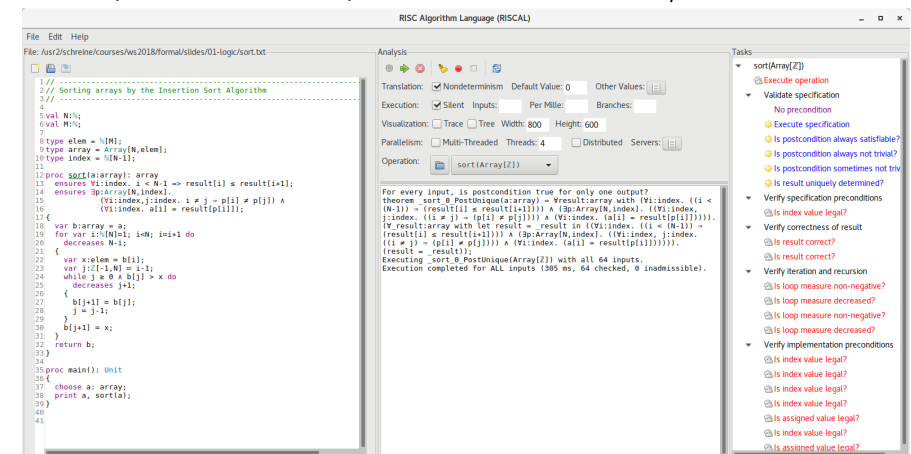 RISC Algorithm Language (RISCAL)
File Edit Help
File: /usr2/schreine/courses/ws2018/formal/slides/01-logic/sort.txt
1// ----------------------------------------------------------------
2// Sorting arrays by the Insertion Sort Algorithm
3// ----------------------------------------------------------------
4
5val N:ℕ;
6val M:ℕ;
7
8type elem = ℕ[M];
9type array = Array[N,elem];
10type index = ℕ[N-1];
11
12proc sort(a:array): array
13 ensures ∀i:index. i < N-1 => result[i] ≤ result[i+1];
14 ensures ∃p:Array[N,index].
15 (∀i:index,j:index. i ≠ j ⇒ p[i] ≠ p[j]) ∧
16 (∀i:index. a[i] = result[p[i]]);
17{
18 var b:array = a;
19 for var i:ℕ[N]=1; i<N; i=i+1 do
20 decreases N-i;
21 {
22 var x:elem = b[i];
23 var j:ℤ[-1,N] = i-1;
24 while j ≥ 0 ∧ b[j] > x do
25 decreases j+1;
26 {
27 b[j+1] = b[j];
28 j = j-1;
29 }
30 b[j+1] = x;
31 }
32 return b;
33}
34
35proc main(): Unit
36{
37 choose a: array;
38 print a, sort(a);
39}
40
41
Analysis
Translation: Nondeterminism Default Value: 0 Other Values:
Execution: Silent Inputs: Per Mille: Branches:
Visualization: Trace Tree Width: 800 Height: 600
Parallelism: Multi-Threaded Threads: 4 Distributed Servers:
Operation: sort(Array[ℤ])
For every input, is postcondition true for only one output?
theorem _sort_0_PostUnique(a:array) ⇔ ∀result:array with (∀i:index. ((i <
(N-1)) ⇒ (result[i] ≤ result[i+1]))) ∧ (∃p:Array[N,index]. ((∀i:index,
j:index. ((i ≠ j) ⇒ (p[i] ≠ p[j]))) ∧ (∀i:index. (a[i] = result[p[i]])))).
(∀_result:array with let result = _result in ((∀i:index. ((i < (N-1)) ⇒
(result[i] ≤ result[i+1]))) ∧ (∃p:Array[N,index]. ((∀i:index, j:index.
((i ≠ j) ⇒ (p[i] ≠ p[j]))) ∧ (∀i:index. (a[i] = result[p[i]]))))).
(result = _result));
Executing _sort_0_PostUnique(Array[ℤ]) with all 64 inputs.
Execution completed for ALL inputs (305 ms, 64 checked, 0 inadmissible).
Tasks
sort(Array[ℤ])
Execute operation
Validate specification
No precondition
Execute specification
Is postcondition always satisfiable?
Is postcondition always not trivial?
Is postcondition sometimes not triv
Is result uniquely determined?
Verify specification preconditions
Is index value legal?
Verify correctness of result
Is result correct?
Is result correct?
Verify iteration and recursion
Is loop measure non-negative?
Is loop measure decreased?
Is loop measure non-negative?
Is loop measure decreased?
Verify implementation preconditions
Is index value legal?
Is index value legal?
Is index value legal?
Is index value legal?
Is assigned value legal?
Is index value legal?
Is assigned value legal?